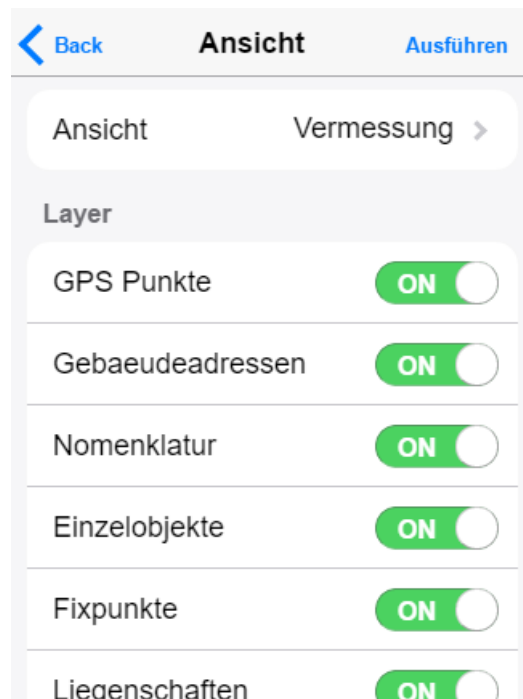 Back Ansicht Ausführen
Ansicht Vermessung
Layer
GPS Punkte ON
Gebaeudeadressen ON
Nomenklatur ON
Einzelobjekte ON
Fixpunkte ON
Liegenschaften ON